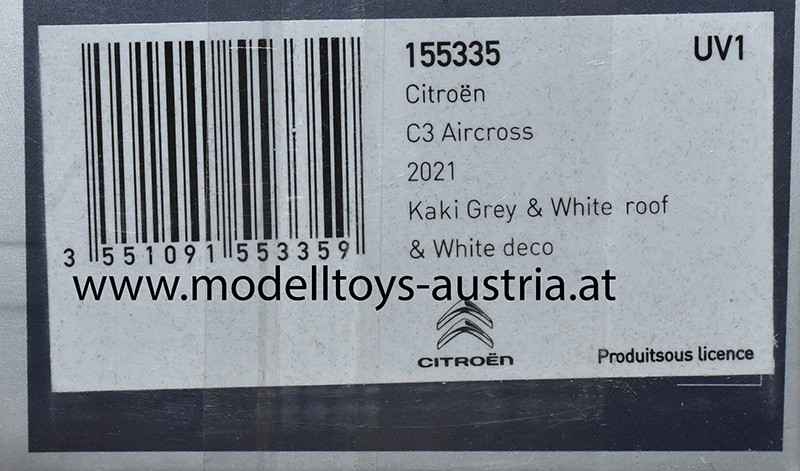 155335
UV1
Citroën
C3 Aircross
2021
Kaki Grey & White roof
& White deco
3 551091 553359
www.modelltoys-austria.at
CITROËN
Produitsous licence